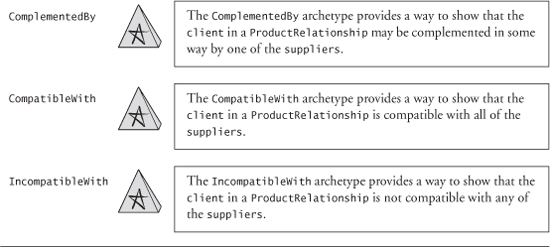 ComplementedBy
The ComplementedBy archetype provides a way to show that the
client in a ProductRelationship may be complemented in some
way by one of the suppliers.
CompatibleWith
The CompatibleWith archetype provides a way to show that the
client in a ProductRelationship is compatible with all of the
suppliers.
IncompatibleWith
The IncompatibleWith archetype provides a way to show that the
client in a ProductRelationship is not compatible with any of
the suppliers.